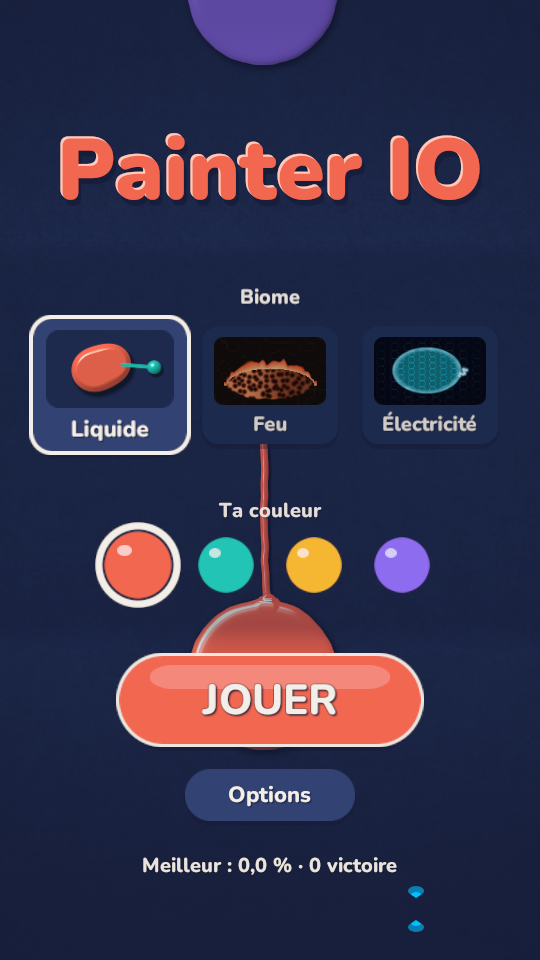 Painter IO
Biome
Liquide
Feu
Électricité
Ta couleur
JOUER
Options
Meilleur : 0,0 % · 0 victoire